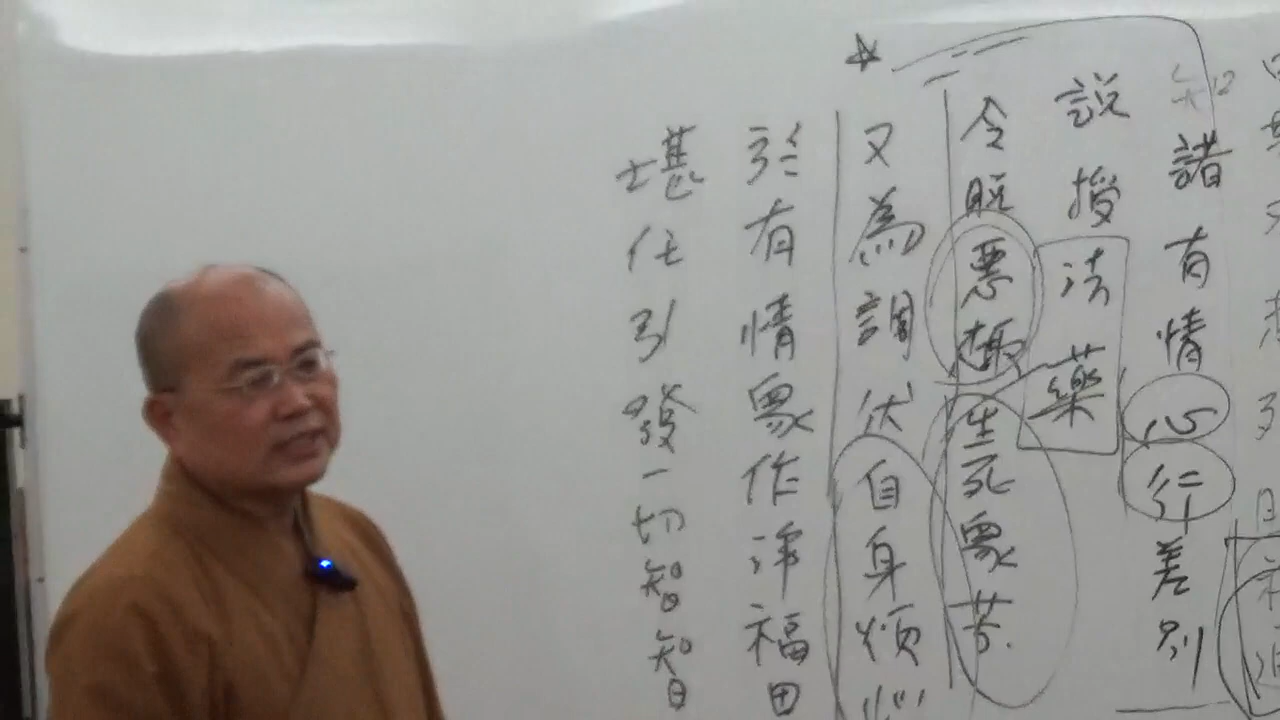 知諸有情心行差別
說授法藥
令脫惡趣生死眾苦
又為調伏自身煩惱
於有情眾作淨福田
堪任引發一切智智